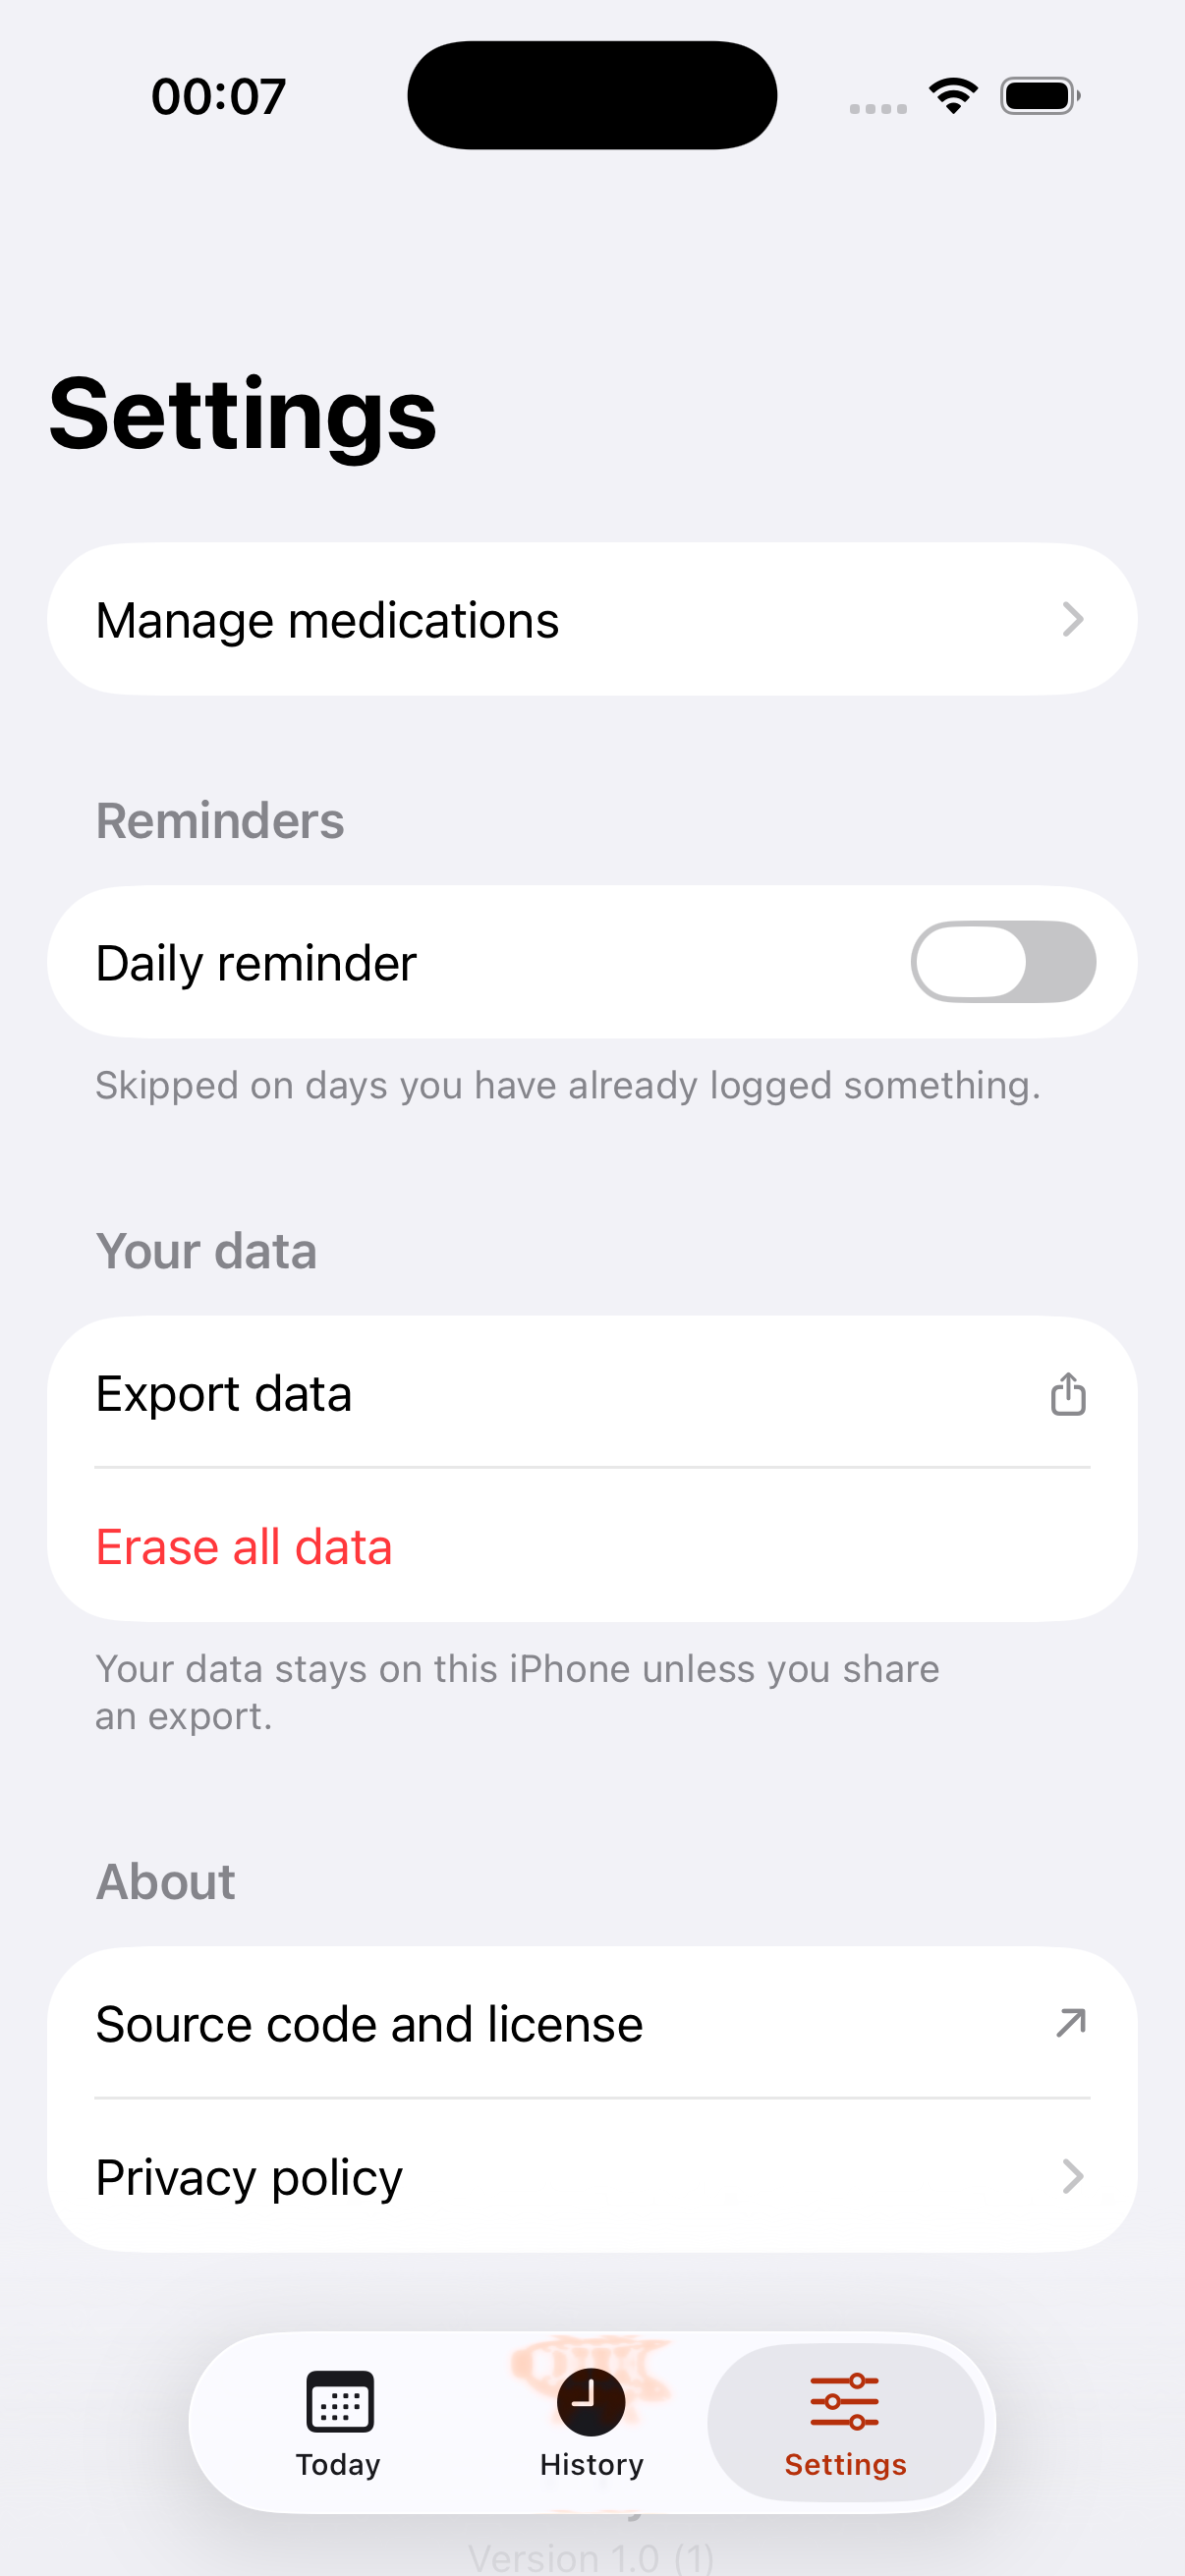 00:07
Settings
Manage medications
Reminders
Daily reminder
Skipped on days you have already logged something.
Your data
Export data
Erase all data
Your data stays on this iPhone unless you share
an export.
About
Source code and license
Privacy policy
Today
History
Settings
Version 1.0 (1)